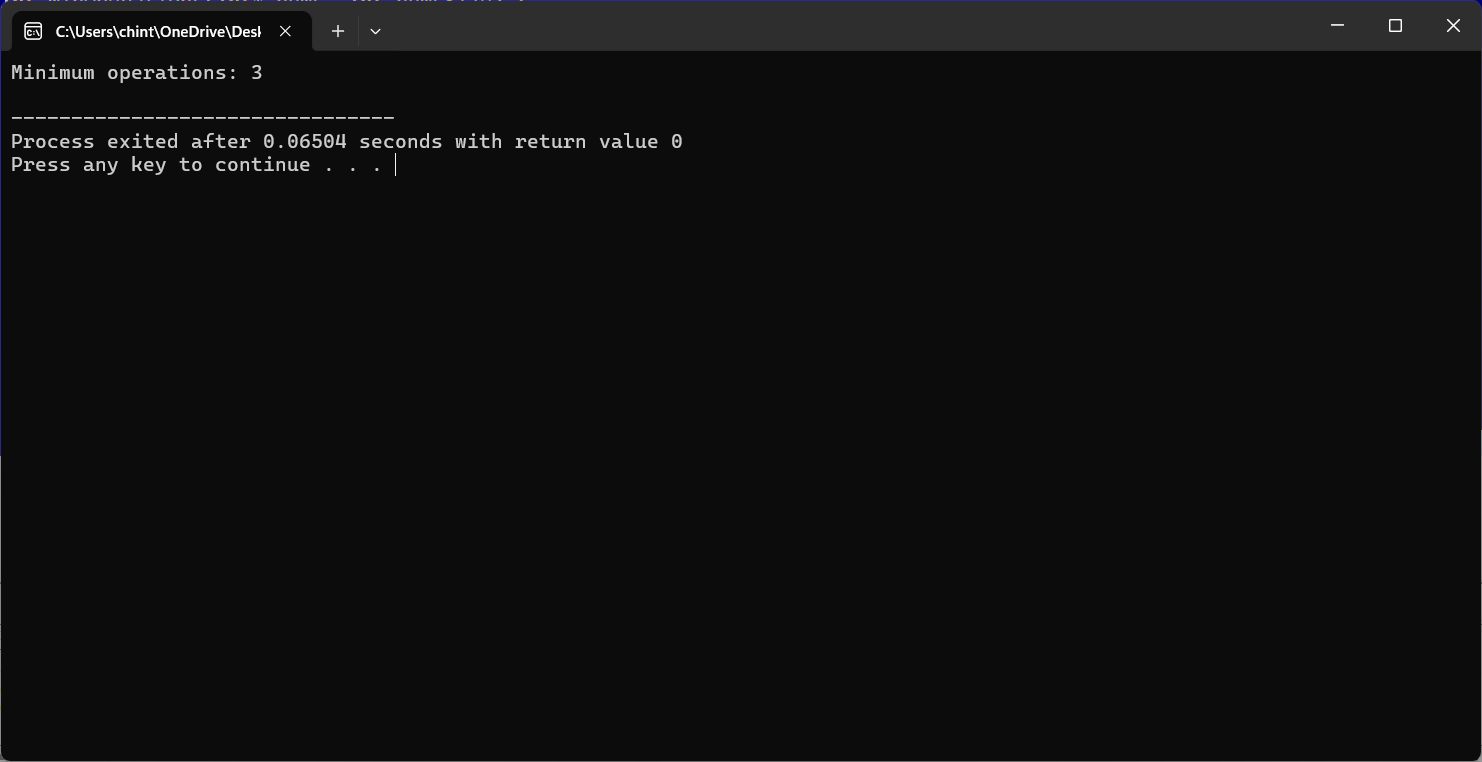 C:\Users\chint\OneDrive\Desk
Minimum operations: 3
--------------------------------
Process exited after 0.06504 seconds with return value 0
Press any key to continue . . .